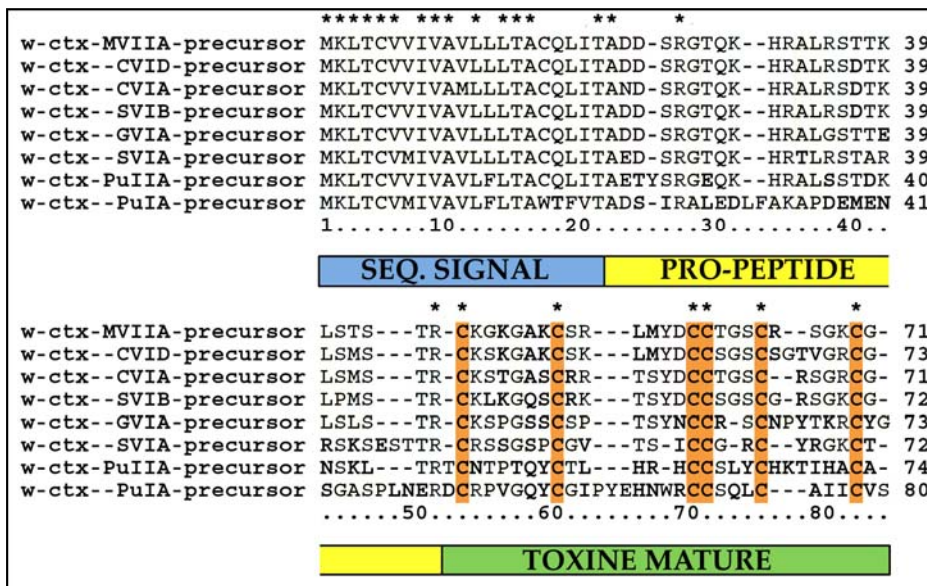 ****** *** * *** ** *
w-ctx-MVIIA-precursor MKLTCVVIVAVLLLTACQLITADD-SRGTQK--HRALRSTTK 39
w-ctx--CVID-precursor MKLTCVVIVAVLLLTACQLITADD-SRGTQK--HRALRSDTK 39
w-ctx--CVIA-precursor MKLTCVVIVAMLLLTACQLITAND-SRGTQK--HRALRSDTK 39
w-ctx--SVIB-precursor MKLTCVVIVAVLLLTACQLITADD-SRGTQK--HRALRSDTK 39
w-ctx--GVIA-precursor MKLTCVVIVAVLLLTACQLITADD-SRGTQK--HRALGSTTE 39
w-ctx--SVIA-precursor MKLTCVMIVAVLLLTACQLITAED-SRGTQK--HRTLRSTAR 39
w-ctx-PuIIA-precursor MKLTCVMIVAVLFLTACQLITAETYSRGEQK--HRALSSTDK 40
w-ctx--PuIA-precursor MKLTCVMIVAVLFLTAWTFVTADS-IRALEDLFAKAPDEMEN 41
1.......10........20........30........40..
SEQ. SIGNAL PRO-PEPTIDE
* * * ** * *
w-ctx-MVIIA-precursor LSTS---TR-CKGKGAKCSR---LMYDCCTGSCR--SGKCG- 71
w-ctx--CVID-precursor LSMS---TR-CKSKGAKCSK---LMYDCCSGSCSGTVGRCG- 73
w-ctx--CVIA-precursor LSMS---TR-CKSTGASCRR---TSYDCCTGSC--RSGRCG- 71
w-ctx--SVIB-precursor LPMS---TR-CKLKGQSCRK---TSYDCCSGSCG-RSGKCG- 72
w-ctx--GVIA-precursor LSLS---TR-CKSPGSSCSP---TSYNCCR-SCNPYTKRCYG 73
w-ctx--SVIA-precursor RSKSESTTR-CRSSGSPCGV---TS-ICCG-RC--YRGKCT- 72
w-ctx-PuIIA-precursor NSKL---TRTCNTPTQYCTL---HR-HCCSLYCHKTIHACA- 74
w-ctx--PuIA-precursor SGASPLNERDCRPVGQYCGIPYEHNWRCCSQLC---AIICVS 80
......50........60........70........80....
TOXINE MATURE